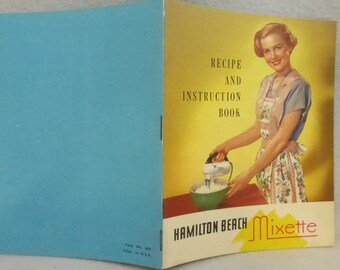 RECIPE
AND
INSTRUCTION
BOOK
HAMILTON BEACH Mixette